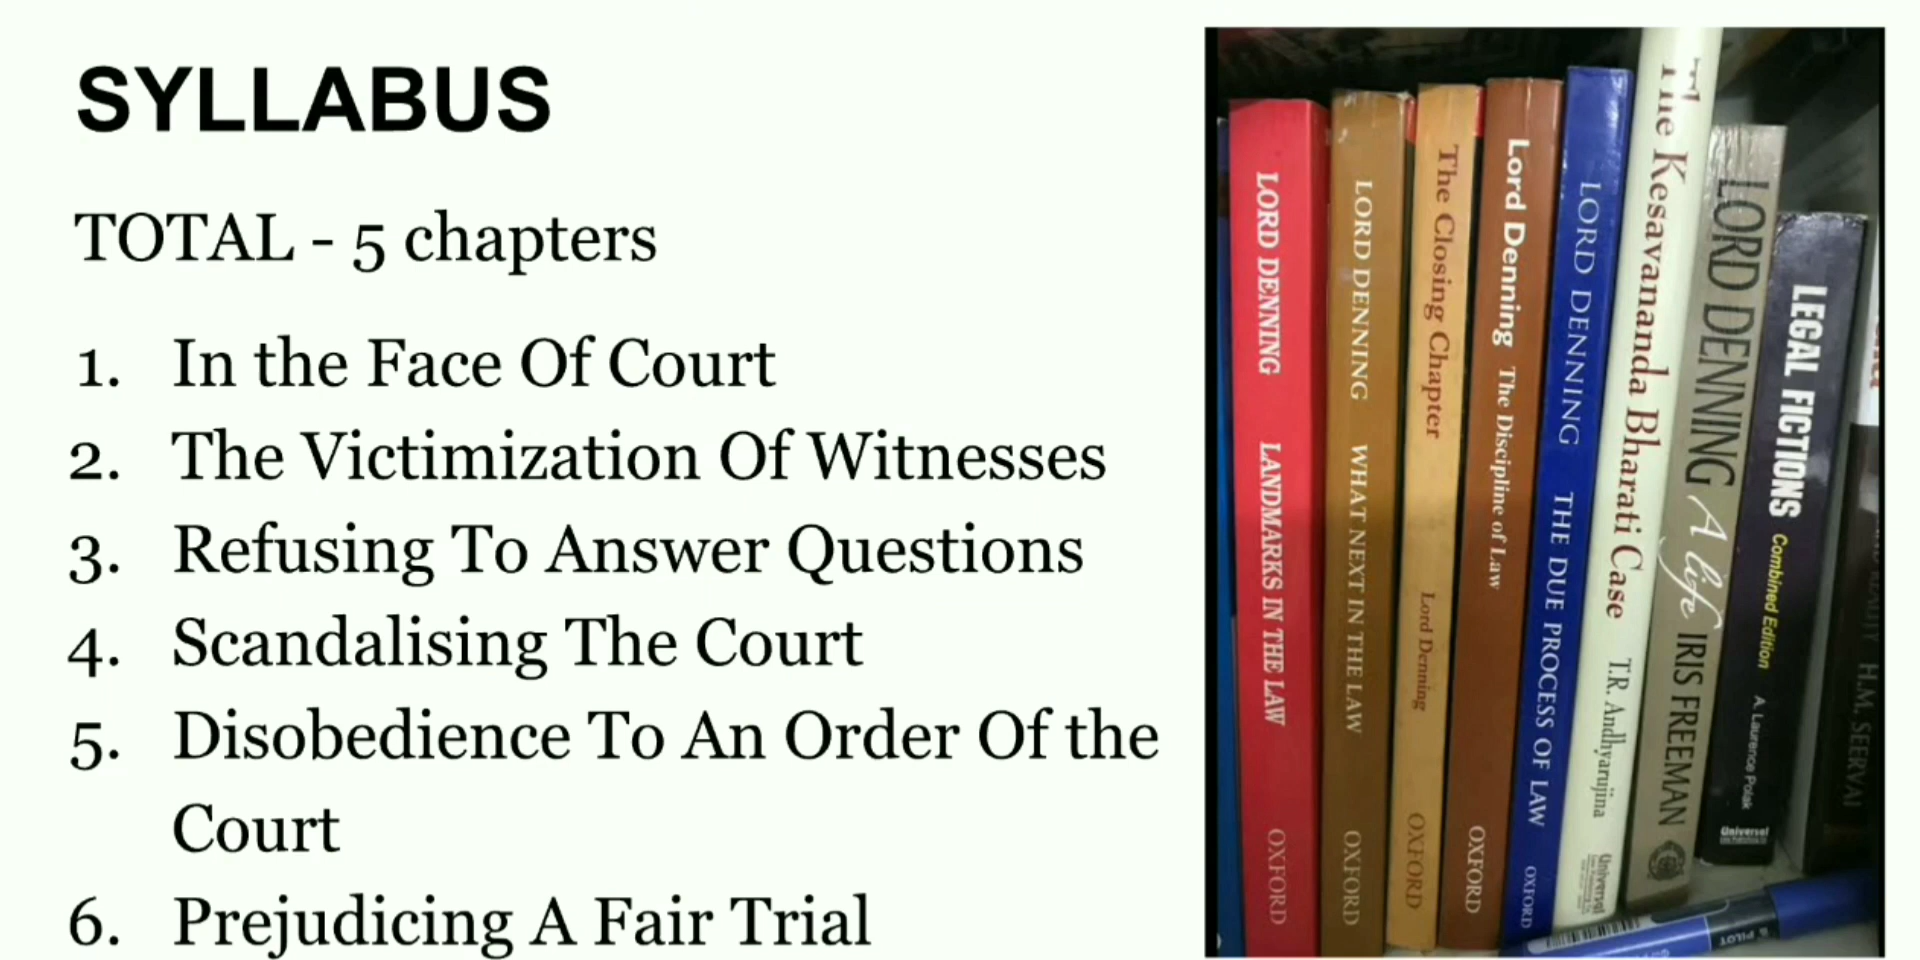 SYLLABUS
TOTAL - 5 chapters
1. In the Face Of Court
2. The Victimization Of Witnesses
3. Refusing To Answer Questions
4. Scandalising The Court
5. Disobedience To An Order Of the
Court
6. Prejudicing A Fair Trial
LORD DENNING LANDMARKS IN THE LAW OXFORD
LORD DENNING WHAT NEXT IN THE LAW OXFORD
The Closing Chapter Lord Denning OXFORD
Lord Denning The Discipline of Law OXFORD
LORD DENNING THE DUE PROCESS OF LAW OXFORD
The Kesavananda Bharati Case T.R. Andhyarujina Universal
LORD DENNING A life IRIS FREEMAN
LEGAL FICTIONS Combined Edition A. Laurence Polak Universal
H.M. SEERVAI
PILOT